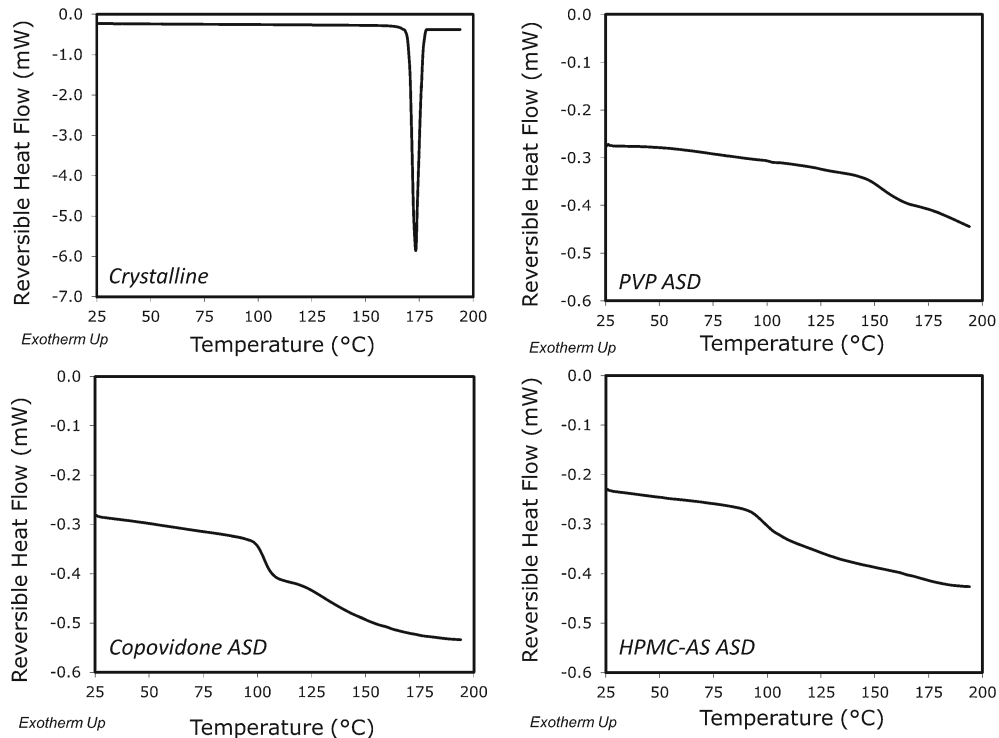 Reversible Heat Flow (mW)
0.0
-1.0
-2.0
-3.0
-4.0
-5.0
-6.0
-7.0
Crystalline
25 50 75 100 125 150 175 200
Exotherm Up
Temperature (°C)
Reversible Heat Flow (mW)
0.0
-0.1
-0.2
-0.3
-0.4
-0.5
-0.6
PVP ASD
25 50 75 100 125 150 175 200
Exotherm Up
Temperature (°C)
Reversible Heat Flow (mW)
0.0
-0.1
-0.2
-0.3
-0.4
-0.5
-0.6
Copovidone ASD
25 50 75 100 125 150 175 200
Exotherm Up
Temperature (°C)
Reversible Heat Flow (mW)
0.0
-0.1
-0.2
-0.3
-0.4
-0.5
-0.6
HPMC-AS ASD
25 50 75 100 125 150 175 200
Exotherm Up
Temperature (°C)